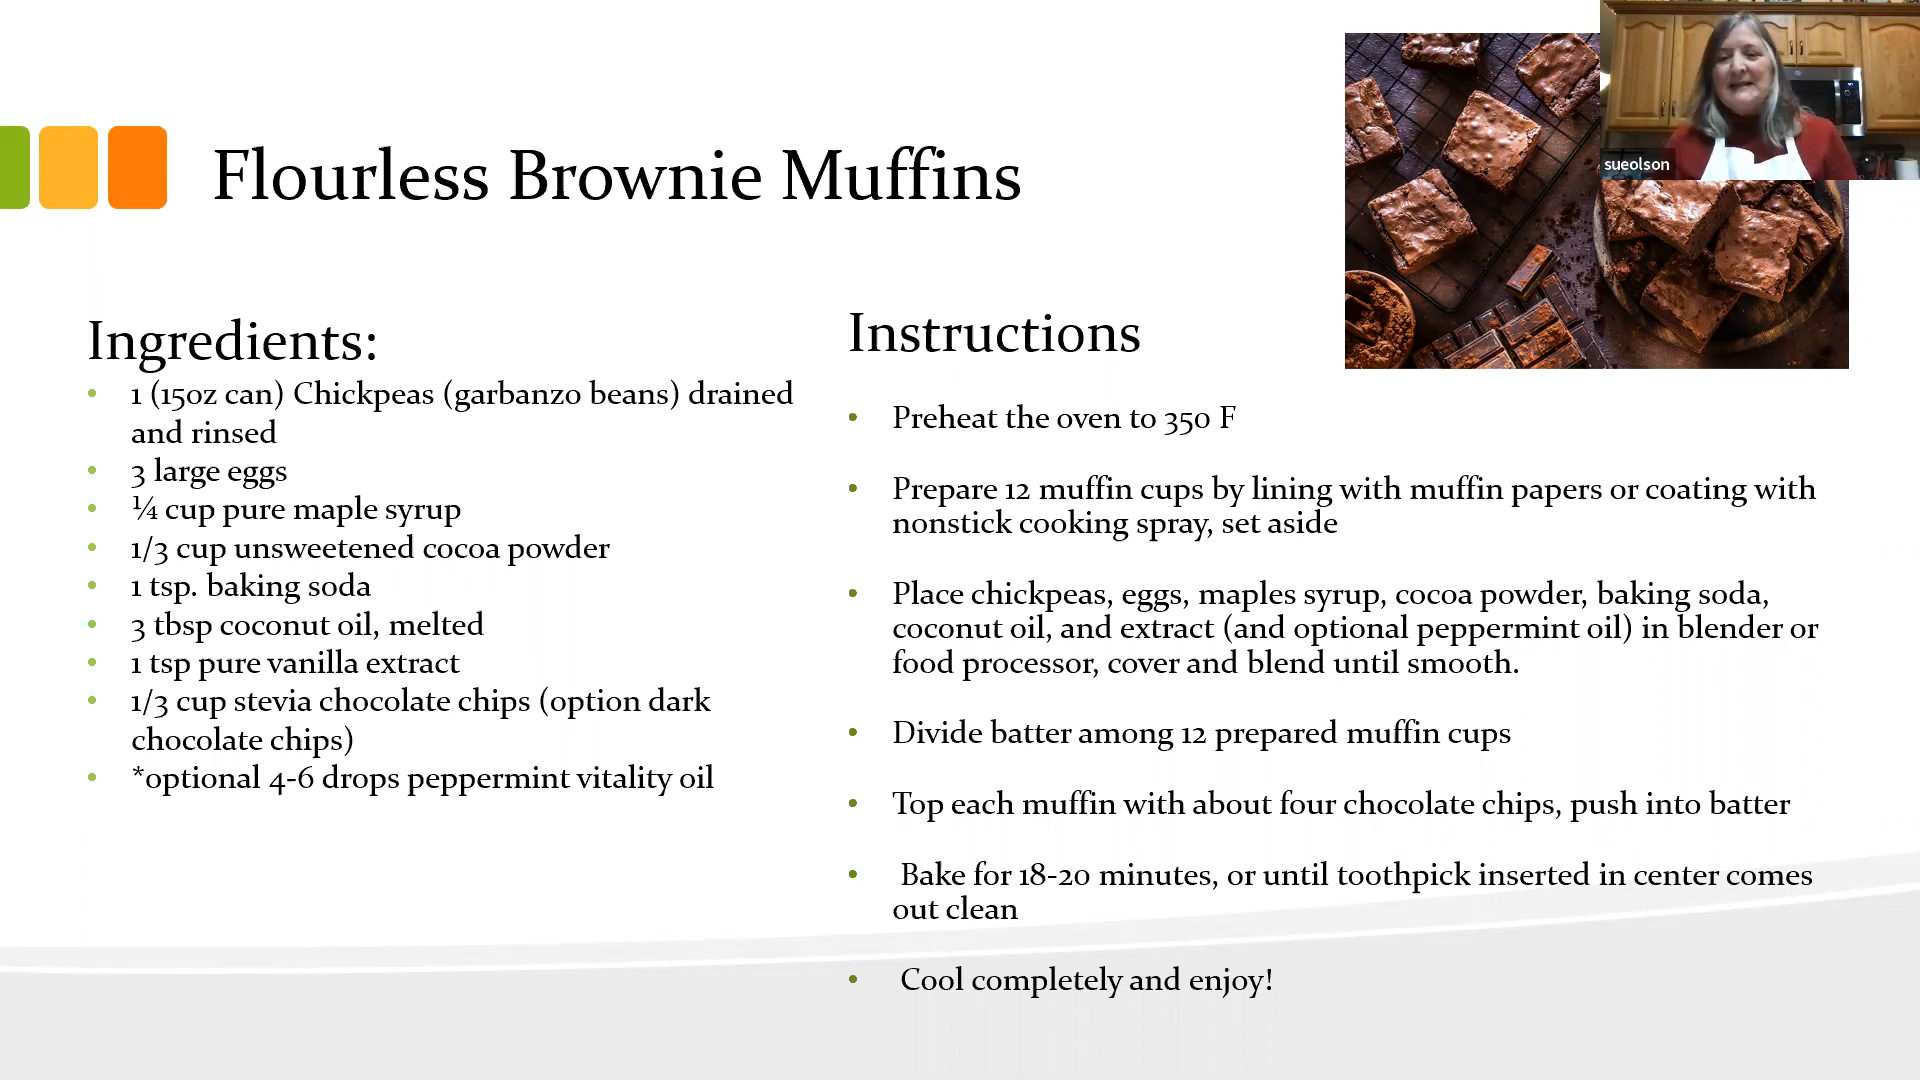 sueolson
Flourless Brownie Muffins
Ingredients:
• 1 (15oz can) Chickpeas (garbanzo beans) drained
and rinsed
• 3 large eggs
• ¼ cup pure maple syrup
• 1/3 cup unsweetened cocoa powder
• 1 tsp. baking soda
• 3 tbsp coconut oil, melted
• 1 tsp pure vanilla extract
• 1/3 cup stevia chocolate chips (option dark
chocolate chips)
• *optional 4-6 drops peppermint vitality oil
Instructions
• Preheat the oven to 350 F
• Prepare 12 muffin cups by lining with muffin papers or coating with
nonstick cooking spray, set aside
• Place chickpeas, eggs, maples syrup, cocoa powder, baking soda,
coconut oil, and extract (and optional peppermint oil) in blender or
food processor, cover and blend until smooth.
• Divide batter among 12 prepared muffin cups
• Top each muffin with about four chocolate chips, push into batter
• Bake for 18-20 minutes, or until toothpick inserted in center comes
out clean
• Cool completely and enjoy!